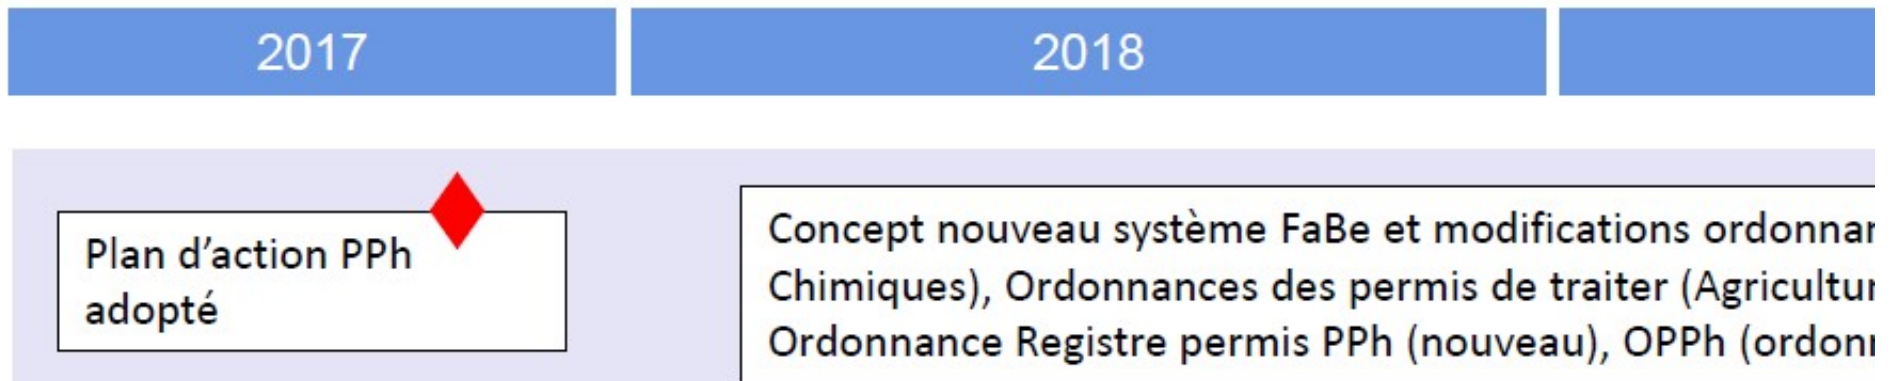 2017
2018
Plan d’action PPh
adopté
Concept nouveau système FaBe et modifications
Chimiques), Ordonnances des permis de traiter
Ordonnance Registre permis PPh (nouveau), OPPh